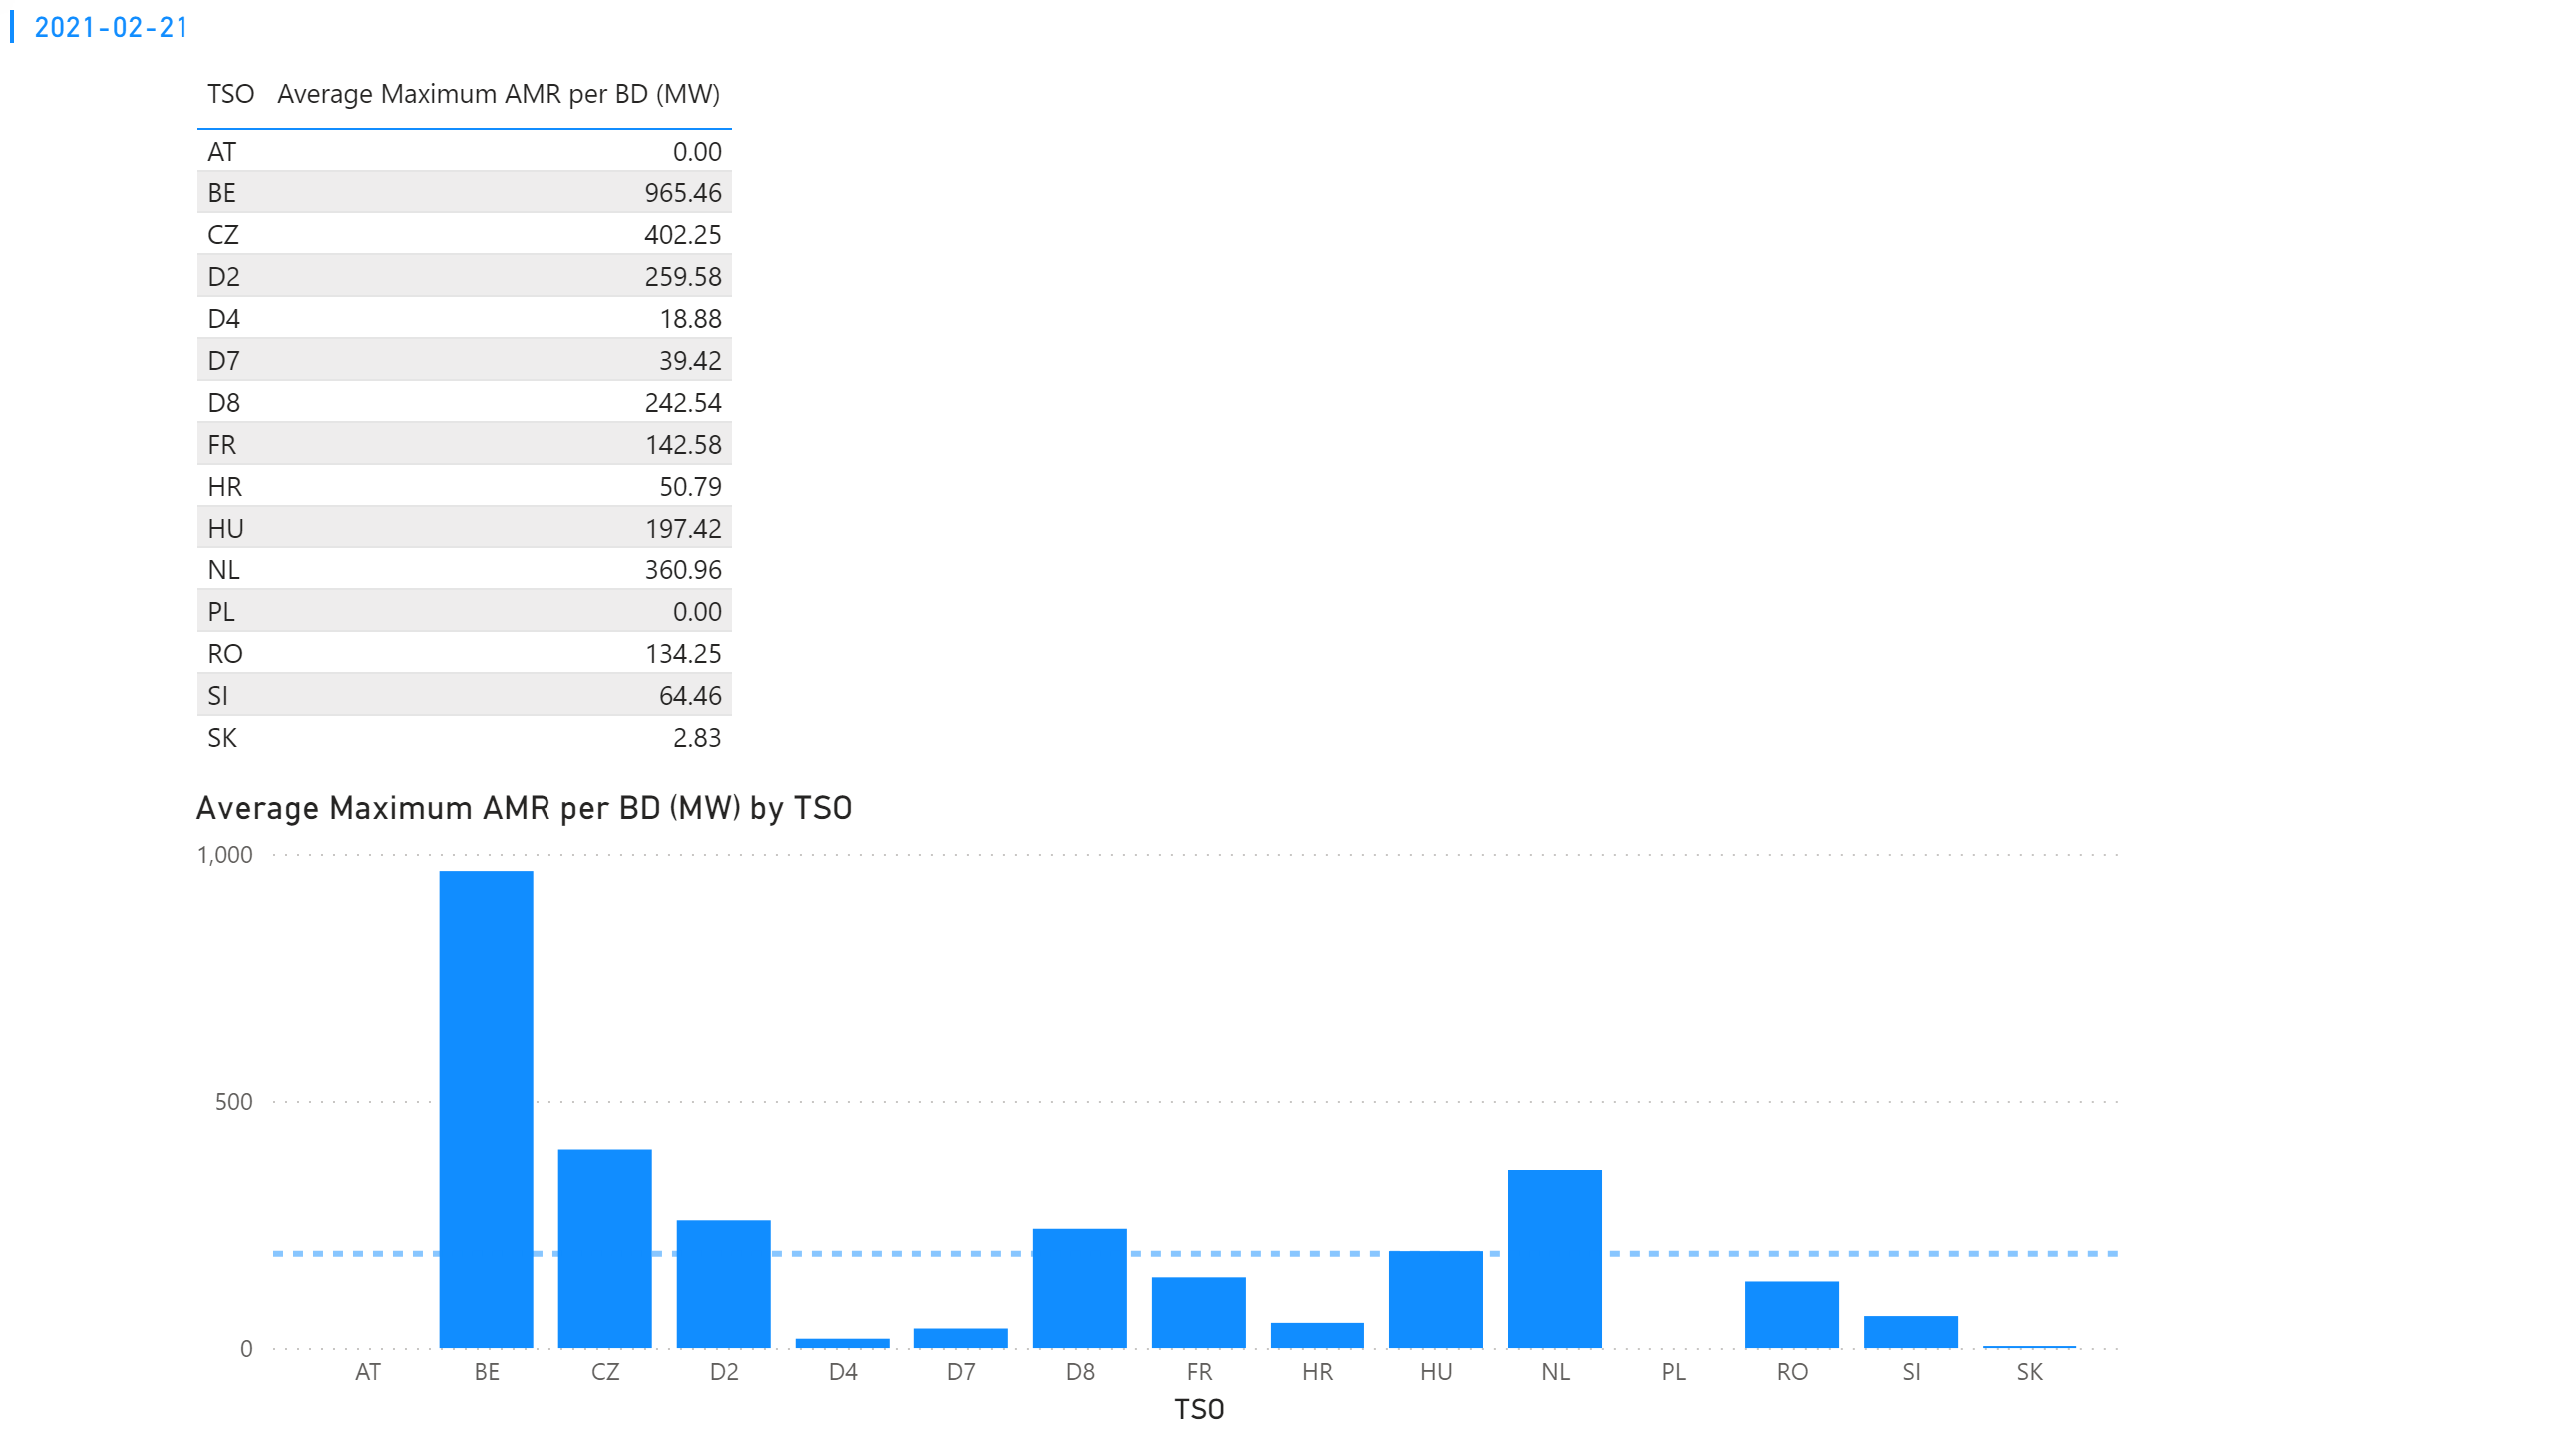 2021-02-21
TSO Average Maximum AMR per BD (MW)
AT 0.00
BE 965.46
CZ 402.25
D2 259.58
D4 18.88
D7 39.42
D8 242.54
FR 142.58
HR 50.79
HU 197.42
NL 360.96
PL 0.00
RO 134.25
SI 64.46
SK 2.83
Average Maximum AMR per BD (MW) by TSO
1,000
500
0
AT BE CZ D2 D4 D7 D8 FR HR HU NL PL RO SI SK
TSO